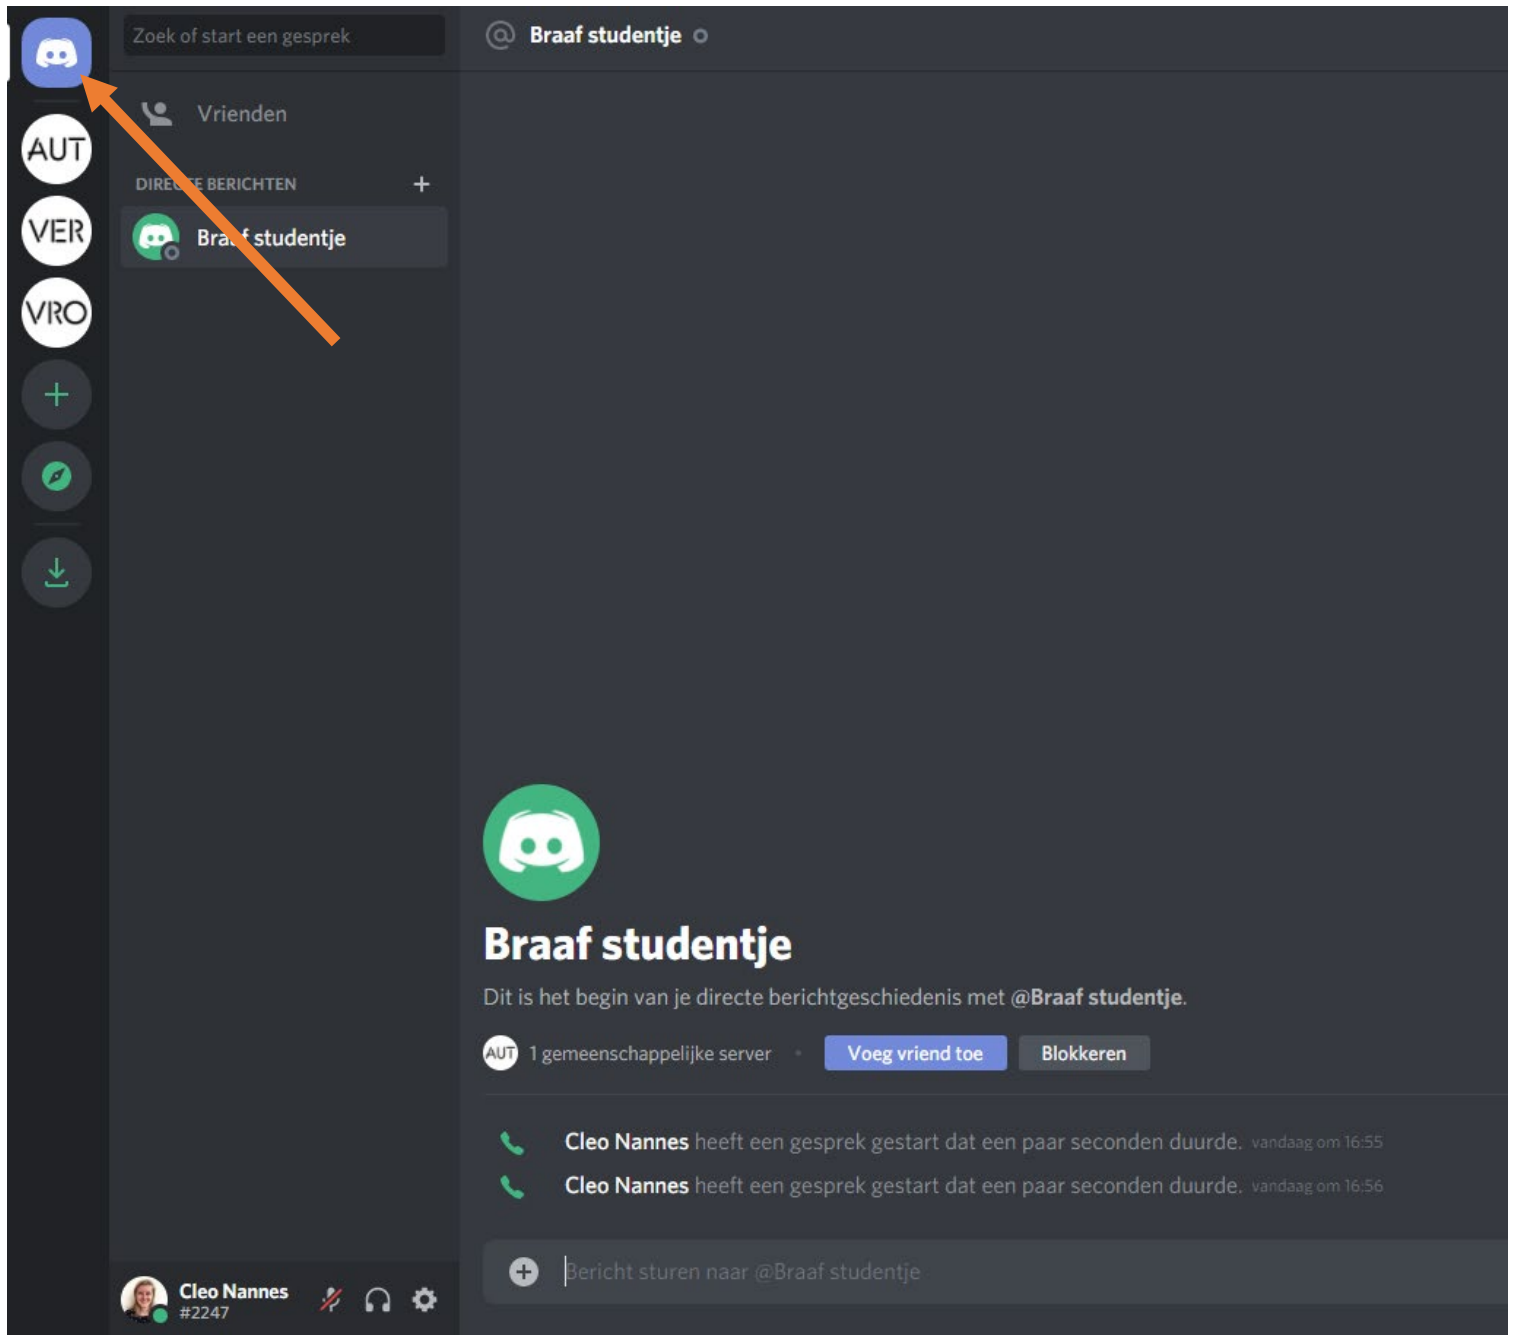 Zoek of start een gesprek
Braaf studentje
Vrienden
AUT
DIRECTE BERICHTEN
VER
Braaf studentje
VRO
Braaf studentje
Dit is het begin van je directe berichtgeschiedenis met @Braaf studentje.
AUT 1 gemeenschappelijke server Voeg vriend toe Blokkeren
Cleo Nannes heeft een gesprek gestart dat een paar seconden duurde. vandaag om 16:55
Cleo Nannes heeft een gesprek gestart dat een paar seconden duurde. vandaag om 16:56
Bericht sturen naar @Braaf studentje
Cleo Nannes
#2247